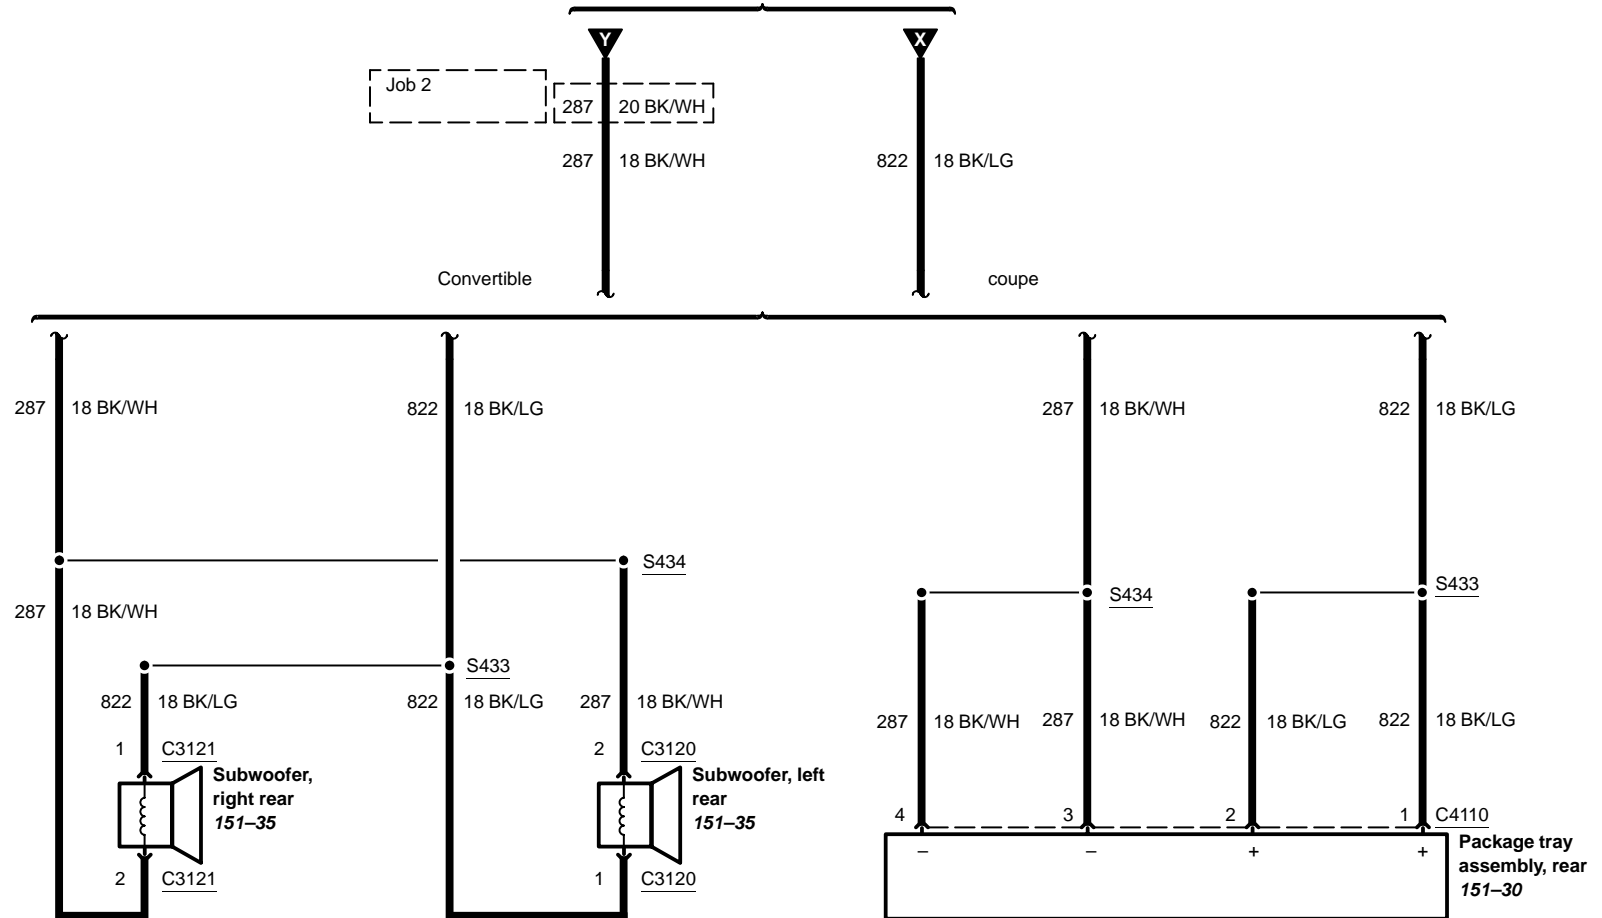 Y X
Job 2
287 20 BK/WH
287 18 BK/WH 822 18 BK/LG
Convertible coupe
287 18 BK/WH 822 18 BK/LG 287 18 BK/WH 822 18 BK/LG
S434
S434 S433
287 18 BK/WH
S433
822 18 BK/LG 822 18 BK/LG 287 18 BK/WH
287 18 BK/WH 287 18 BK/WH 822 18 BK/LG 822 18 BK/LG
1 C3121 2 C3120
Subwoofer,
right rear
151–35
Subwoofer, left
rear
151–35
2 C3121 1 C3120
4 3 2 1 C4110
– – + +
Package tray
assembly, rear
151–30